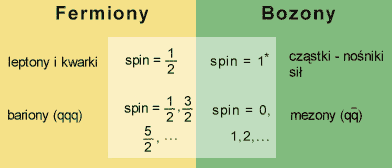 Fermiony Bozony
leptony i kwarki spin = 1/2 spin = 1* cząstki - nośniki
sił
bariony (qqq) spin = 1/2, 3/2 spin = 0, mezony (qq̄)
5/2, ... 1,2,...